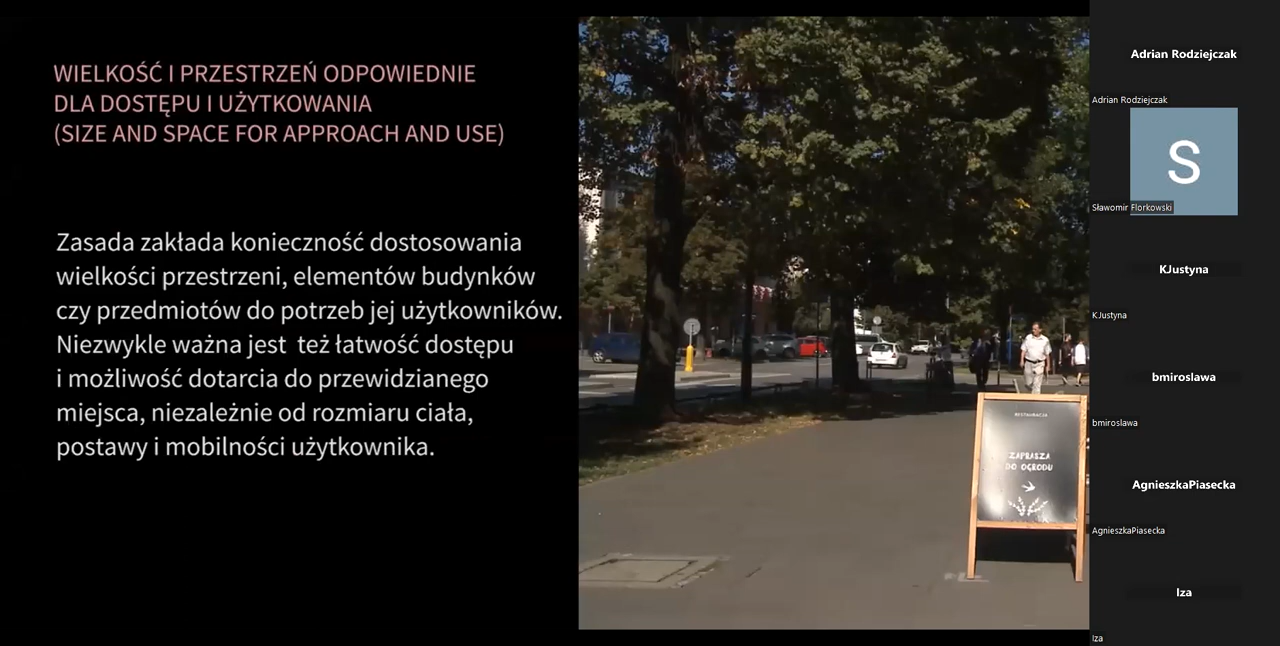 WIELKOŚĆ I PRZESTRZEŃ ODPOWIEDNIE
DLA DOSTĘPU I UŻYTKOWANIA
(SIZE AND SPACE FOR APPROACH AND USE)
Zasada zakłada konieczność dostosowania
wielkości przestrzeni, elementów budynków
czy przedmiotów do potrzeb jej użytkowników.
Niezwykle ważna jest też łatwość dostępu
i możliwość dotarcia do przewidzianego
miejsca, niezależnie od rozmiaru ciała,
postawy i mobilności użytkownika.
RESTAURACJA
ZAPRASZA
DO OGRODU
Adrian Rodziejczak
Adrian Rodziejczak
S
Sławomir Florkowski
KJustyna
KJustyna
bmiroslawa
bmiroslawa
AgnieszkaPiasecka
AgnieszkaPiasecka
Iza
Iza